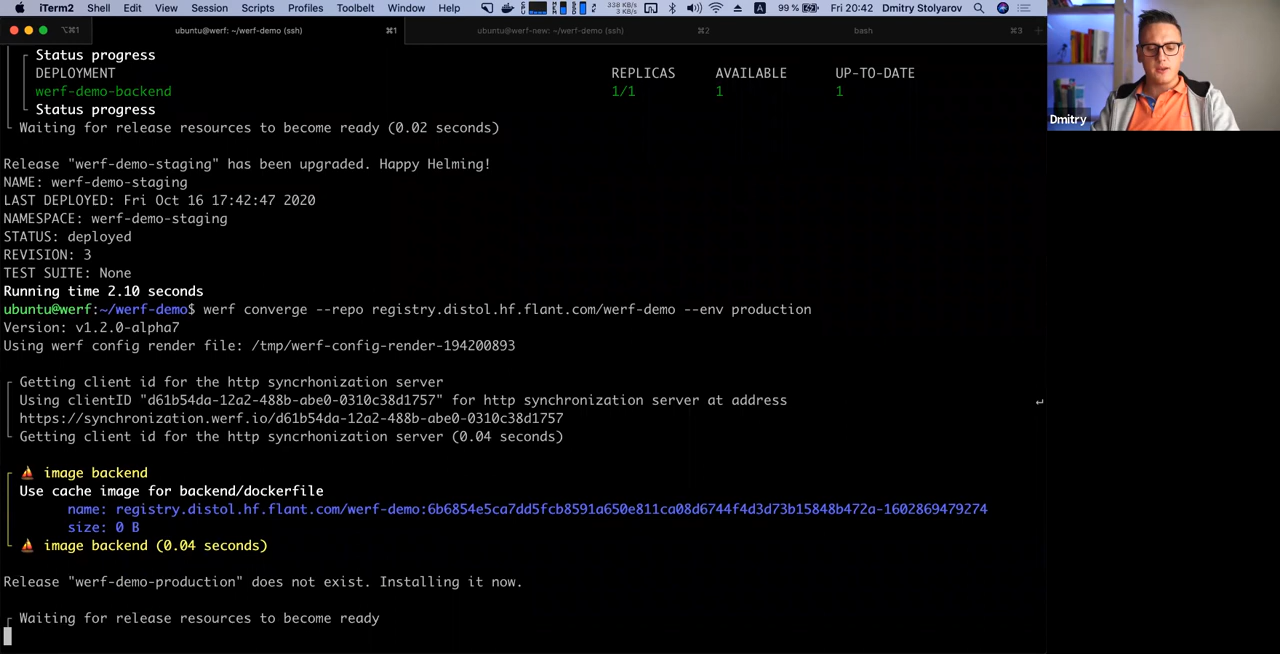 iTerm2 Shell Edit View Session Scripts Profiles Toolbelt Window Help 338 KB/s 3 KB/s A 99 % Fri 20:42 Dmitry Stolyarov
⌥⌘1 ubuntu@werf: ~/werf-demo (ssh) ⌘1 ubuntu@werf-new: ~/werf-demo (ssh) ⌘2 bash ⌘3 +
Status progress
DEPLOYMENT REPLICAS AVAILABLE UP-TO-DATE
werf-demo-backend 1/1 1 1
Status progress
Waiting for release resources to become ready (0.02 seconds)
Release "werf-demo-staging" has been upgraded. Happy Helming!
NAME: werf-demo-staging
LAST DEPLOYED: Fri Oct 16 17:42:47 2020
NAMESPACE: werf-demo-staging
STATUS: deployed
REVISION: 3
TEST SUITE: None
Running time 2.10 seconds
ubuntu@werf:~/werf-demo$ werf converge --repo registry.distol.hf.flant.com/werf-demo --env production
Version: v1.2.0-alpha7
Using werf config render file: /tmp/werf-config-render-194200893
Getting client id for the http syncrhonization server
Using clientID "d61b54da-12a2-488b-abe0-0310c38d1757" for http synchronization server at address
https://synchronization.werf.io/d61b54da-12a2-488b-abe0-0310c38d1757
Getting client id for the http syncrhonization server (0.04 seconds)
image backend
Use cache image for backend/dockerfile
name: registry.distol.hf.flant.com/werf-demo:6b6854e5ca7dd5fcb8591a650e811ca08d6744f4d3d73b15848b472a-1602869479274
size: 0 B
image backend (0.04 seconds)
Release "werf-demo-production" does not exist. Installing it now.
Waiting for release resources to become ready
Dmitry